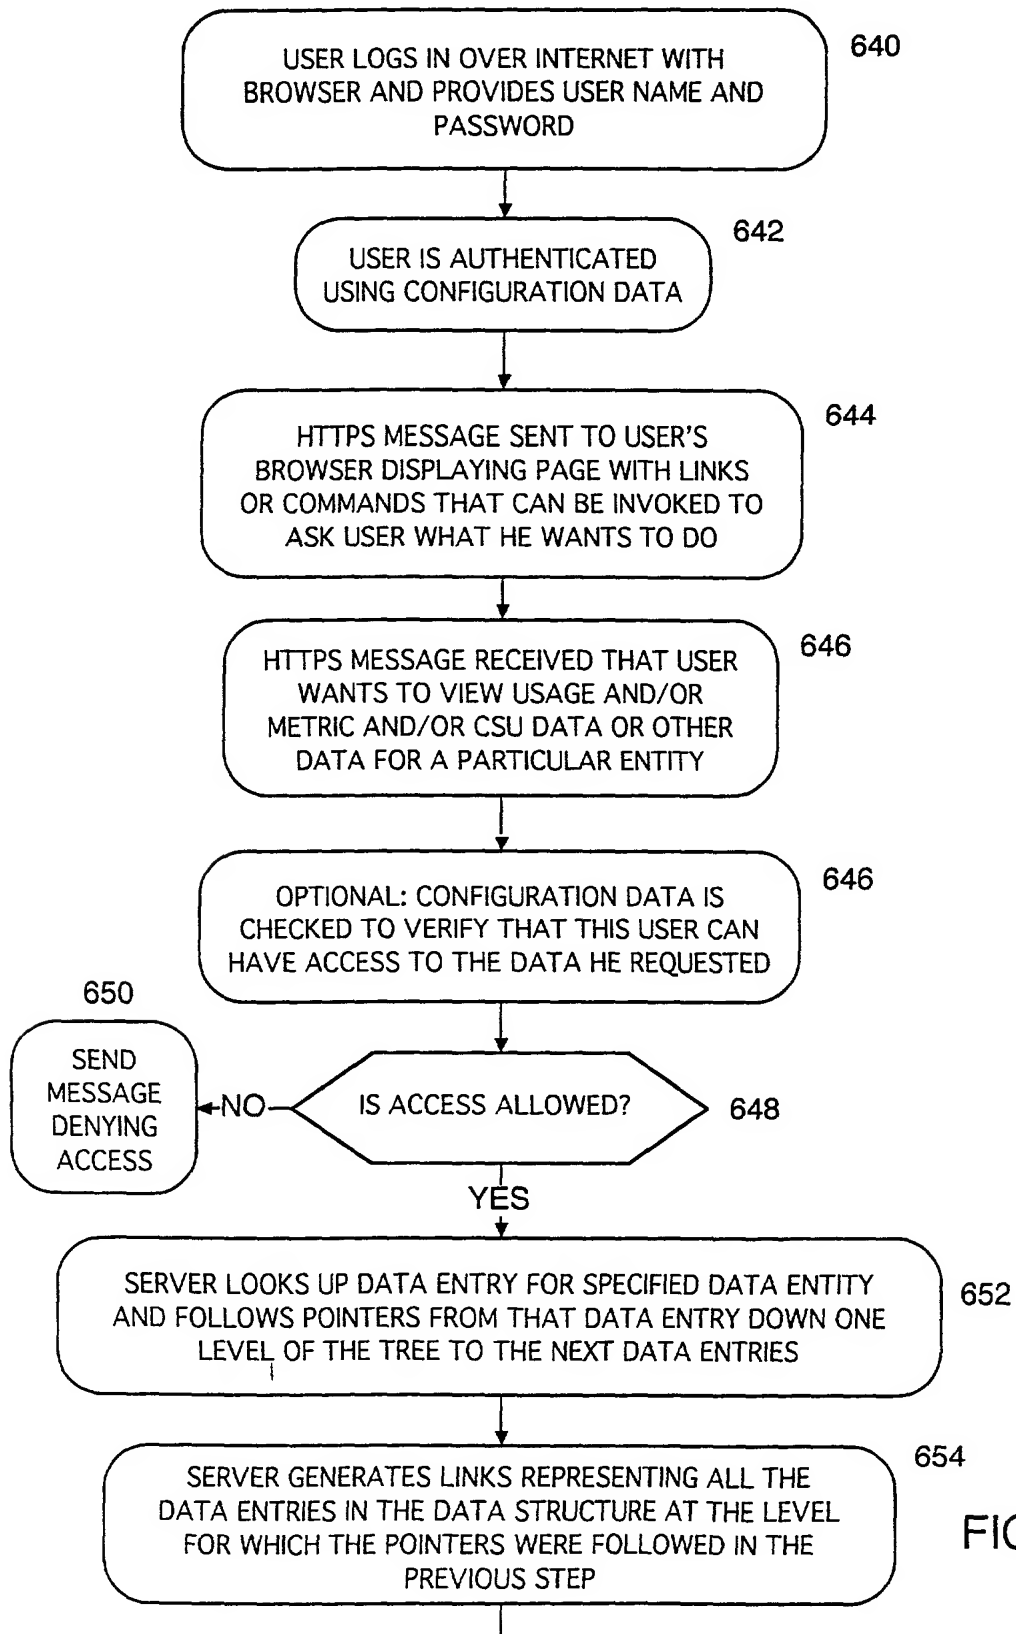 640
USER LOGS IN OVER INTERNET WITH
BROWSER AND PROVIDES USER NAME AND
PASSWORD
642
USER IS AUTHENTICATED
USING CONFIGURATION DATA
644
HTTPS MESSAGE SENT TO USER'S
BROWSER DISPLAYING PAGE WITH LINKS
OR COMMANDS THAT CAN BE INVOKED TO
ASK USER WHAT HE WANTS TO DO
646
HTTPS MESSAGE RECEIVED THAT USER
WANTS TO VIEW USAGE AND/OR
METRIC AND/OR CSU DATA OR OTHER
DATA FOR A PARTICULAR ENTITY
646
OPTIONAL: CONFIGURATION DATA IS
CHECKED TO VERIFY THAT THIS USER CAN
HAVE ACCESS TO THE DATA HE REQUESTED
650
SEND
MESSAGE
DENYING
ACCESS
NO
IS ACCESS ALLOWED?
648
YES
SERVER LOOKS UP DATA ENTRY FOR SPECIFIED DATA ENTITY
AND FOLLOWS POINTERS FROM THAT DATA ENTRY DOWN ONE
LEVEL OF THE TREE TO THE NEXT DATA ENTRIES
652
654
SERVER GENERATES LINKS REPRESENTING ALL THE
DATA ENTRIES IN THE DATA STRUCTURE AT THE LEVEL
FOR WHICH THE POINTERS WERE FOLLOWED IN THE
PREVIOUS STEP